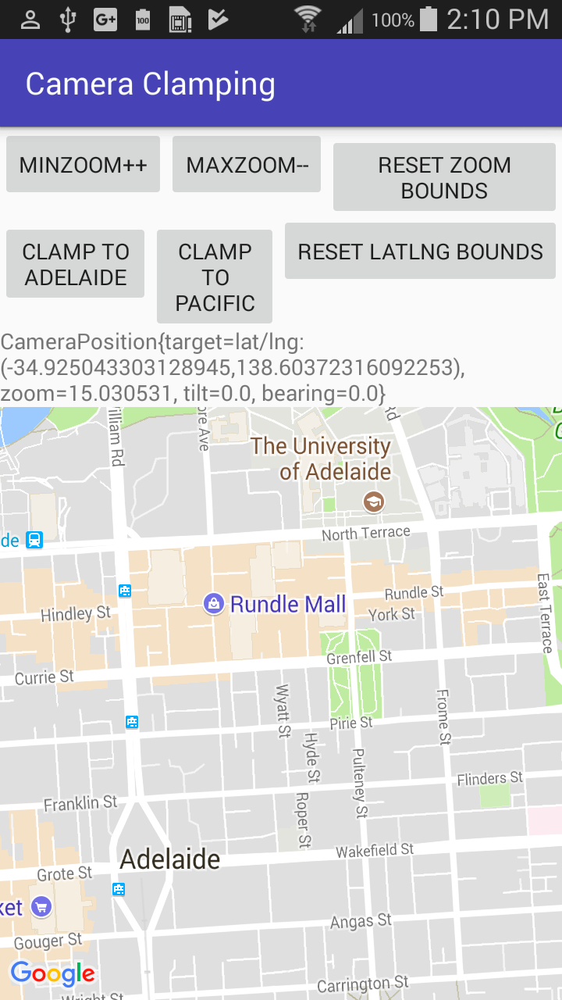 G+
100
100%
2:10 PM
Camera Clamping
MINZOOM++
MAXZOOM--
RESET ZOOM
BOUNDS
CLAMP TO
ADELAIDE
CLAMP
TO
PACIFIC
RESET LATLNG BOUNDS
CameraPosition{target=lat/lng:
(-34.925043303128945,138.60372316092253),
zoom=15.030531, tilt=0.0, bearing=0.0}
illiam Rd
ore Ave
Rd
The University
of Adelaide
North Terrace
de
Rundle St
East Terrace
Rundle Mall
Hindley St
York St
Grenfell St
Currie St
Wyatt St
Frome St
Pirie St
Hyde St
Pulteney St
Flinders St
Roper St
Franklin St
Wakefield St
Adelaide
Grote St
ket
Angas St
Gouger St
Google
Carrington St
Wright St